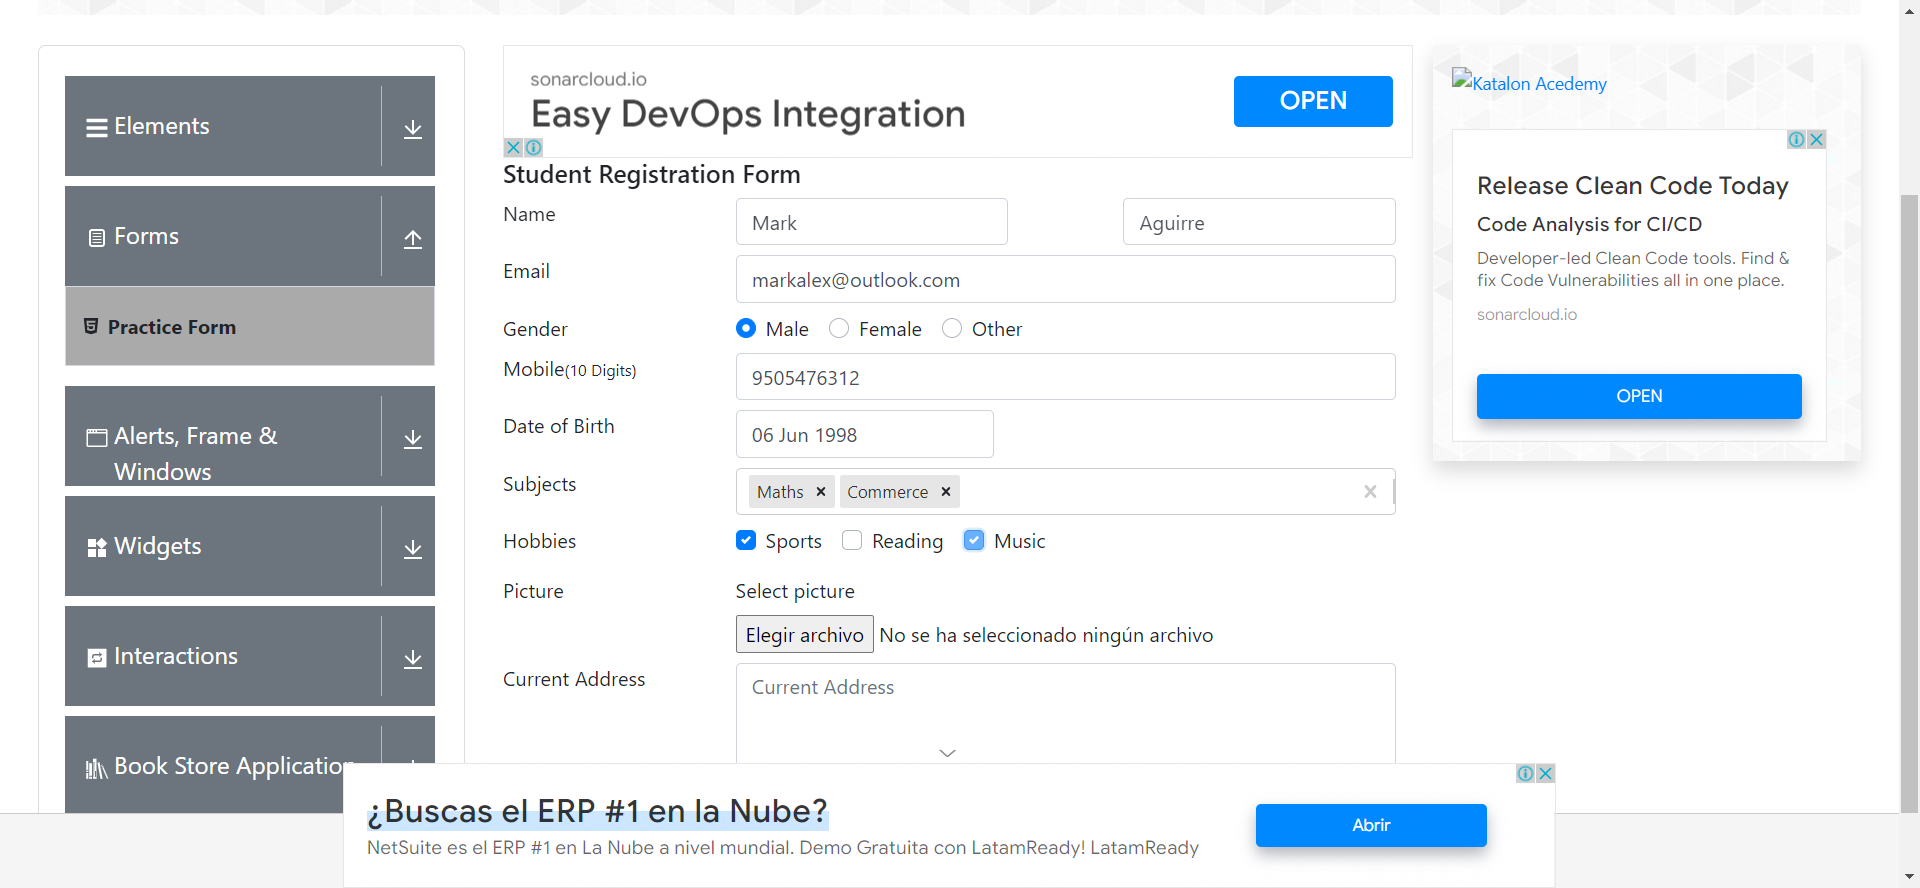 Elements
Forms
Practice Form
Alerts, Frame &
Windows
Widgets
Interactions
Book Store Application
sonarcloud.io
Easy DevOps Integration
OPEN
Student Registration Form
Name
Mark
Aguirre
Email
markalex@outlook.com
Gender
Male
Female
Other
Mobile(10 Digits)
9505476312
Date of Birth
06 Jun 1998
Subjects
Maths
Commerce
Hobbies
Sports
Reading
Music
Picture
Select picture
Elegir archivo No se ha seleccionado ningún archivo
Current Address
Current Address
Katalon Acedemy
Release Clean Code Today
Code Analysis for CI/CD
Developer-led Clean Code tools. Find &
fix Code Vulnerabilities all in one place.
sonarcloud.io
OPEN
¿Buscas el ERP #1 en la Nube?
NetSuite es el ERP #1 en La Nube a nivel mundial. Demo Gratuita con LatamReady! LatamReady
Abrir